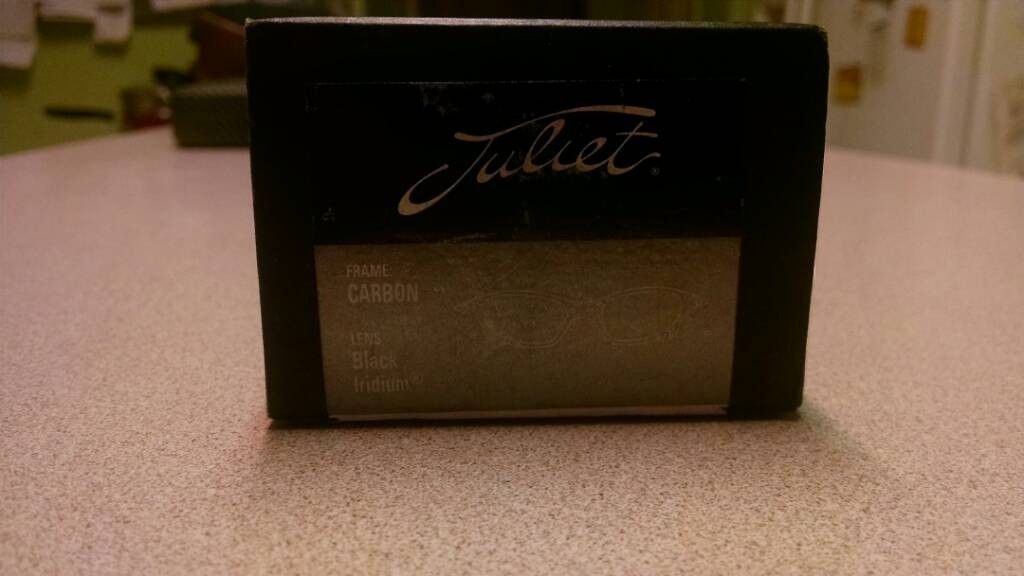 Juliet®
FRAME:
CARBON
LENS
Black
Iridium®